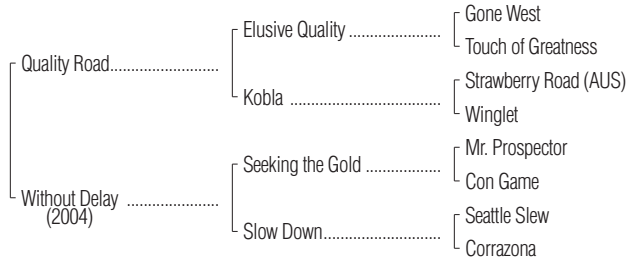 Gone West
Elusive Quality ....................
Touch of Greatness
Quality Road.......................
Strawberry Road (AUS)
Kobla .................................
Winglet
Mr. Prospector
Seeking the Gold ................
Con Game
Without Delay ....................
(2004)
Seattle Slew
Slow Down.........................
Corrazona